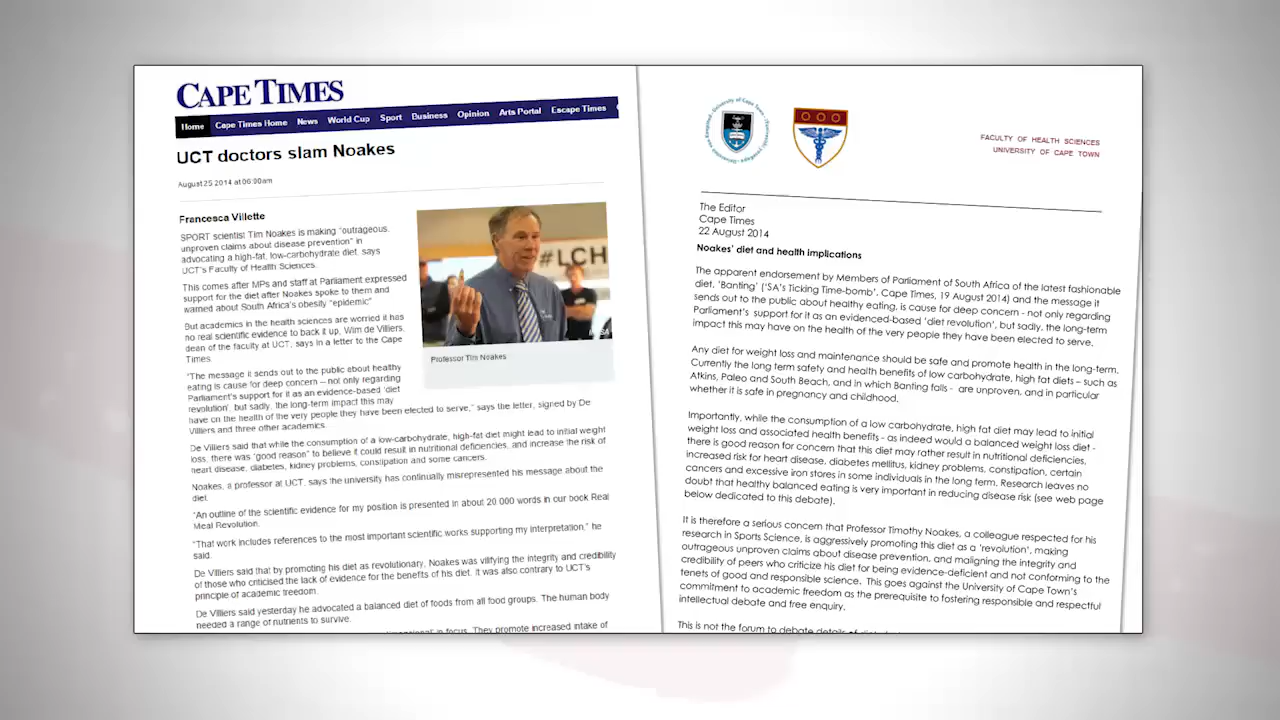 CAPE TIMES
Home Cape Times Home News World Cup Sport Business Opinion Arts Portal Escape Times
UCT doctors slam Noakes
August 25 2014 at 06:00am
Francesca Villette
SPORT scientist Tim Noakes is making "outrageous,
unproven claims about disease prevention" in
advocating a high-fat, low-carbohydrate diet, says
UCT's Faculty of Health Sciences.
This comes after MPs and staff at Parliament expressed
support for the diet after Noakes spoke to them and
warned about South Africa's obesity "epidemic".
But academics in the health sciences are worried it has
no real scientific evidence to back it up, Wim de Villiers,
dean of the faculty at UCT, says in a letter to the Cape
Times.
"The message it sends out to the public about healthy
eating is cause for deep concern – not only regarding
Parliament's support for it as an evidence-based 'diet
revolution', but sadly, the long-term impact this may
have on the health of the very people they have been elected to serve," says the letter, signed by De
Villiers and three other academics.
De Villiers said that while the consumption of a low-carbohydrate, high-fat diet might lead to initial weight
loss, there was "good reason" to believe it could result in nutritional deficiencies, and increase the risk of
heart disease, diabetes, kidney problems, constipation and some cancers.
Noakes, a professor at UCT, says the university has continually misrepresented his message about the
diet.
"An outline of the scientific evidence for my position is presented in about 20 000 words in our book Real
Meal Revolution.
"That work includes references to the most important scientific works supporting my interpretation," he
said.
De Villiers said that by promoting his diet as revolutionary, Noakes was vilifying the integrity and credibility
of those who criticised the lack of evidence for the benefits of his diet. It was also contrary to UCT's
principle of academic freedom.
De Villiers said yesterday he advocated a balanced diet of foods from all food groups. The human body
needed a range of nutrients to survive.
in focus. They promote increased intake of
#LCH
Professor Tim Noakes
FACULTY OF HEALTH SCIENCES
UNIVERSITY OF CAPE TOWN
The Editor
Cape Times
22 August 2014
Noakes' diet and health implications
The apparent endorsement by Members of Parliament of South Africa of the latest fashionable
diet, 'Banting' ('SA's Ticking Time-bomb', Cape Times, 19 August 2014) and the message it
sends out to the public about healthy eating, is cause for deep concern - not only regarding
Parliament's support for it as an evidenced-based 'diet revolution', but sadly, the long-term
impact this may have on the health of the very people they have been elected to serve.
Any diet for weight loss and maintenance should be safe and promote health in the long-term.
Currently the long term safety and health benefits of low carbohydrate, high fat diets – such as
Atkins, Paleo and South Beach, and in which Banting falls - are unproven, and in particular
whether it is safe in pregnancy and childhood.
Importantly, while the consumption of a low carbohydrate, high fat diet may lead to initial
weight loss and associated health benefits - as indeed would a balanced weight loss diet -
there is good reason for concern that this diet may rather result in nutritional deficiencies,
increased risk for heart disease, diabetes mellitus, kidney problems, constipation, certain
cancers and excessive iron stores in some individuals in the long term. Research leaves no
doubt that healthy balanced eating is very important in reducing disease risk (see web page
below dedicated to this debate).
It is therefore a serious concern that Professor Timothy Noakes, a colleague respected for his
research in Sports Science, is aggressively promoting this diet as a 'revolution', making
outrageous unproven claims about disease prevention, and maligning the integrity and
credibility of peers who criticize his diet for being evidence-deficient and not conforming to the
tenets of good and responsible science. This goes against the University of Cape Town's
commitment to academic freedom as the prerequisite to fostering responsible and respectful
intellectual debate and free enquiry.
This is not the forum to debate details of